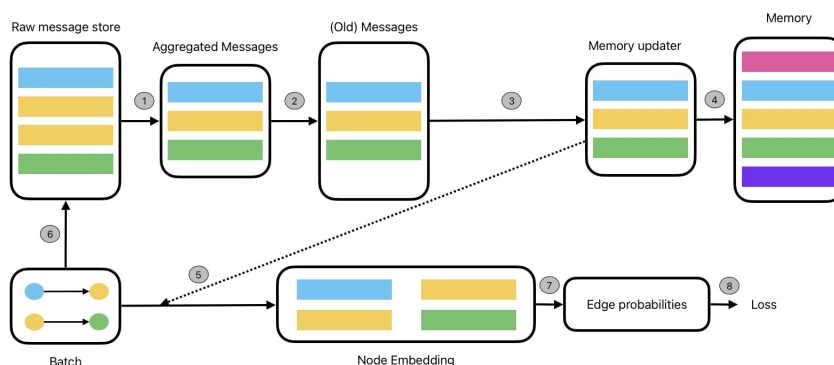 Raw message store
Aggregated Messages
(Old) Messages
Memory updater
Memory
1
2
3
4
6
5
7
8
Edge probabilities
Loss
Batch
Node Embedding